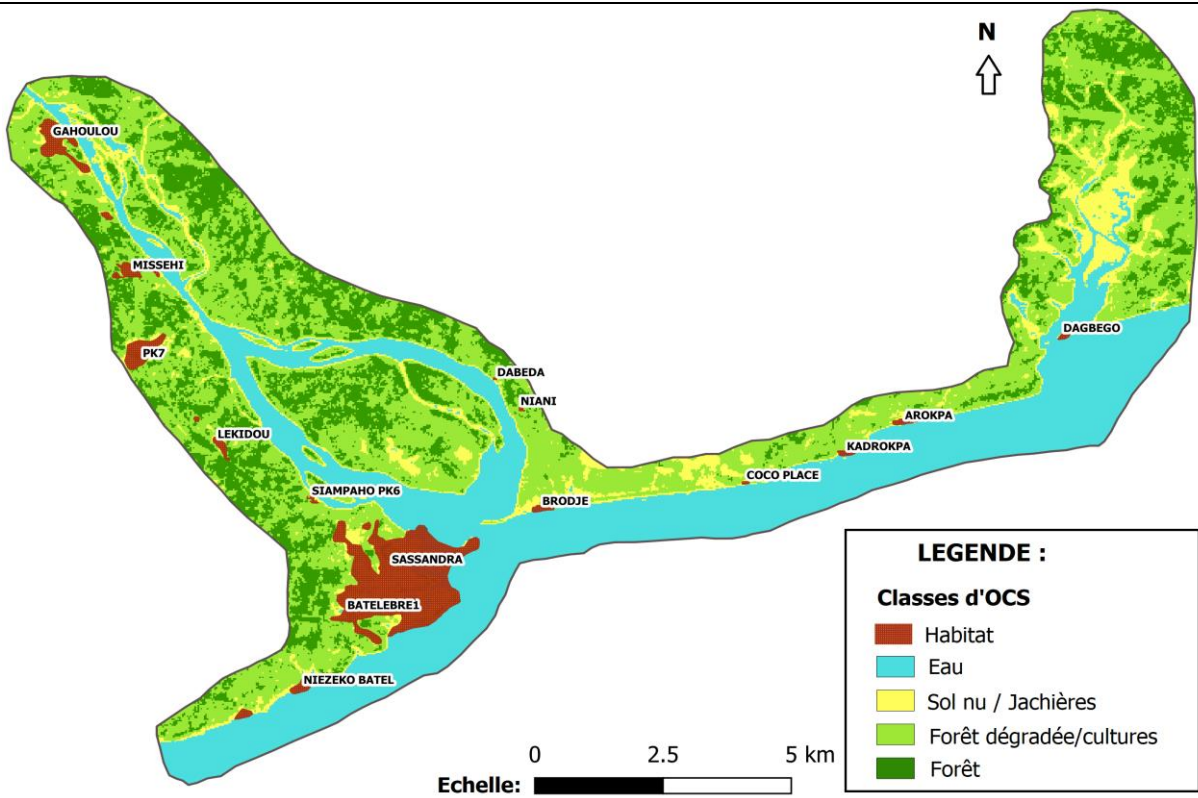 N
GAHOULOU
MISSEHI
PK7
DAGBEGO
DABEDA
NIANI
AROKPA
LEKIDOU
KADROKPA
COCO PLACE
SIAMPAHO PK6
BRODJE
SASSANDRA
BATELEBRE1
NIEZEKO BATEL
LEGENDE :
Classes d'OCS
Habitat
Eau
Sol nu / Jachères
Forêt dégradée/cultures
Forêt
0 2.5 5 km
Echelle: